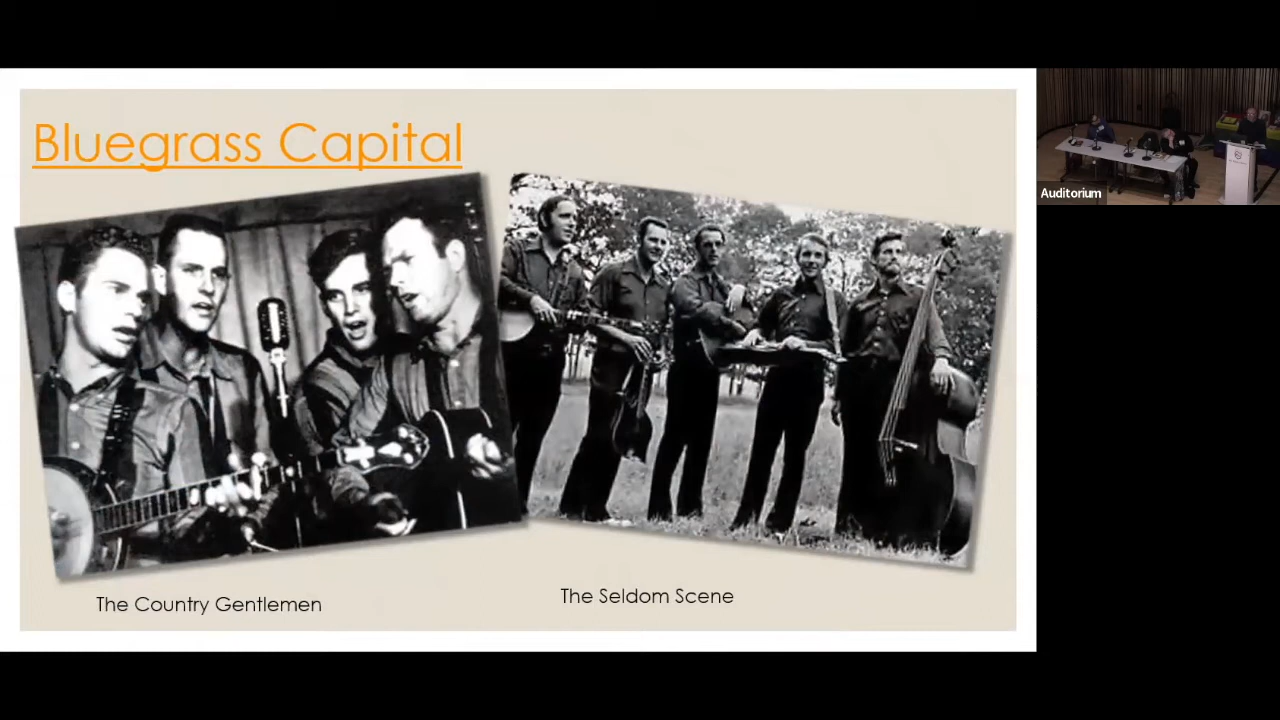 Bluegrass Capital
The Country Gentlemen
The Seldom Scene
Auditorium